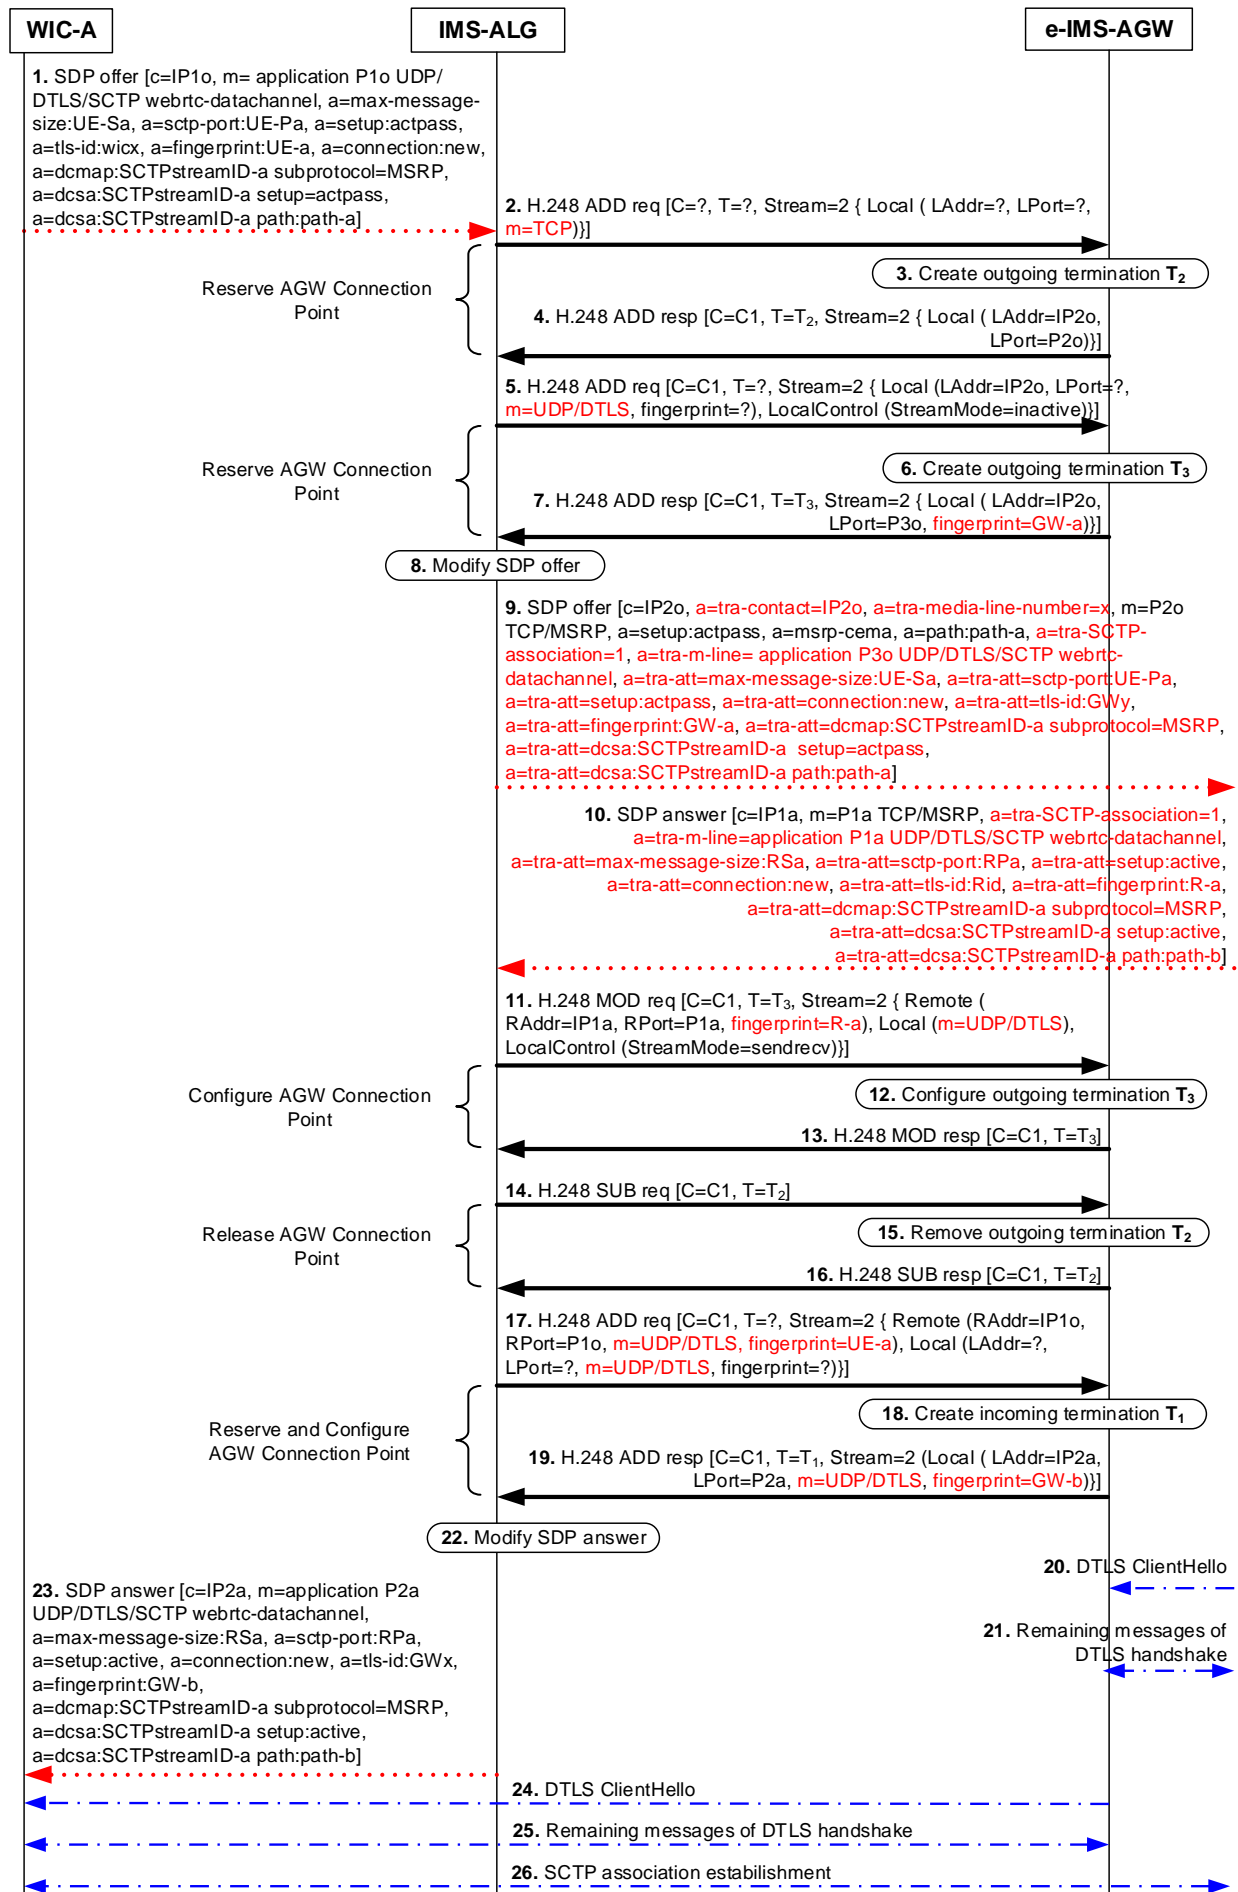 WIC-A
IMS-ALG
e-IMS-AGW
1. SDP offer [c=IP1o, m= application P1o UDP/
DTLS/SCTP webrtc-datachannel, a=max-message-
size:UE-Sa, a=sctp-port:UE-Pa, a=setup:actpass,
a=tls-id:wicx, a=fingerprint:UE-a, a=connection:new,
a=dcmap:SCTPstreamID-a subprotocol=MSRP,
a=dcsa:SCTPstreamID-a setup=actpass,
a=dcsa:SCTPstreamID-a path:path-a]
2. H.248 ADD req [C=?, T=?, Stream=2 { Local ( LAddr=?, LPort=?,
m=TCP)}]
3. Create outgoing termination T2
Reserve AGW Connection
Point
4. H.248 ADD resp [C=C1, T=T2, Stream=2 { Local ( LAddr=IP2o,
LPort=P2o)}]
5. H.248 ADD req [C=C1, T=?, Stream=2 { Local (LAddr=IP2o, LPort=?,
m=UDP/DTLS, fingerprint=?), LocalControl (StreamMode=inactive)}]
6. Create outgoing termination T3
Reserve AGW Connection
Point
7. H.248 ADD resp [C=C1, T=T3, Stream=2 { Local ( LAddr=IP2o,
LPort=P3o, fingerprint=GW-a)}]
8. Modify SDP offer
9. SDP offer [c=IP2o, a=tra-contact=IP2o, a=tra-media-line-number=x, m=P2o
TCP/MSRP, a=setup:actpass, a=msrp-cema, a=path:path-a, a=tra-SCTP-
association=1, a=tra-m-line= application P3o UDP/DTLS/SCTP webrtc-
datachannel, a=tra-att=max-message-size:UE-Sa, a=tra-att=sctp-port:UE-Pa,
a=tra-att=setup:actpass, a=tra-att=connection:new, a=tra-att=tls-id:GWy,
a=tra-att=fingerprint:GW-a, a=tra-att=dcmap:SCTPstreamID-a subprotocol=MSRP,
a=tra-att=dcsa:SCTPstreamID-a setup=actpass,
a=tra-att=dcsa:SCTPstreamID-a path:path-a]
10. SDP answer [c=IP1a, m=P1a TCP/MSRP, a=tra-SCTP-association=1,
a=tra-m-line=application P1a UDP/DTLS/SCTP webrtc-datachannel,
a=tra-att=max-message-size:RSa, a=tra-att=sctp-port:RPa, a=tra-att=setup:active,
a=tra-att=connection:new, a=tra-att=tls-id:Rid, a=tra-att=fingerprint:R-a,
a=tra-att=dcmap:SCTPstreamID-a subprotocol=MSRP,
a=tra-att=dcsa:SCTPstreamID-a setup:active,
a=tra-att=dcsa:SCTPstreamID-a path:path-b]
11. H.248 MOD req [C=C1, T=T3, Stream=2 { Remote (
RAddr=IP1a, RPort=P1a, fingerprint=R-a), Local (m=UDP/DTLS),
LocalControl (StreamMode=sendrecv)}]
12. Configure outgoing termination T3
Configure AGW Connection
Point
13. H.248 MOD resp [C=C1, T=T3]
14. H.248 SUB req [C=C1, T=T2]
15. Remove outgoing termination T2
Release AGW Connection
Point
16. H.248 SUB resp [C=C1, T=T2]
17. H.248 ADD req [C=C1, T=?, Stream=2 { Remote (RAddr=IP1o,
RPort=P1o, m=UDP/DTLS, fingerprint=UE-a), Local (LAddr=?,
LPort=?, m=UDP/DTLS, fingerprint=?)}]
18. Create incoming termination T1
Reserve and Configure
AGW Connection Point
19. H.248 ADD resp [C=C1, T=T1, Stream=2 (Local ( LAddr=IP2a,
LPort=P2a, m=UDP/DTLS, fingerprint=GW-b)}]
22. Modify SDP answer
20. DTLS ClientHello
21. Remaining messages of
DTLS handshake
23. SDP answer [c=IP2a, m=application P2a
UDP/DTLS/SCTP webrtc-datachannel,
a=max-message-size:RSa, a=sctp-port:RPa,
a=setup:active, a=connection:new, a=tls-id:GWx,
a=fingerprint:GW-b,
a=dcmap:SCTPstreamID-a subprotocol=MSRP,
a=dcsa:SCTPstreamID-a setup:active,
a=dcsa:SCTPstreamID-a path:path-b]
24. DTLS ClientHello
25. Remaining messages of DTLS handshake
26. SCTP association estabilishment